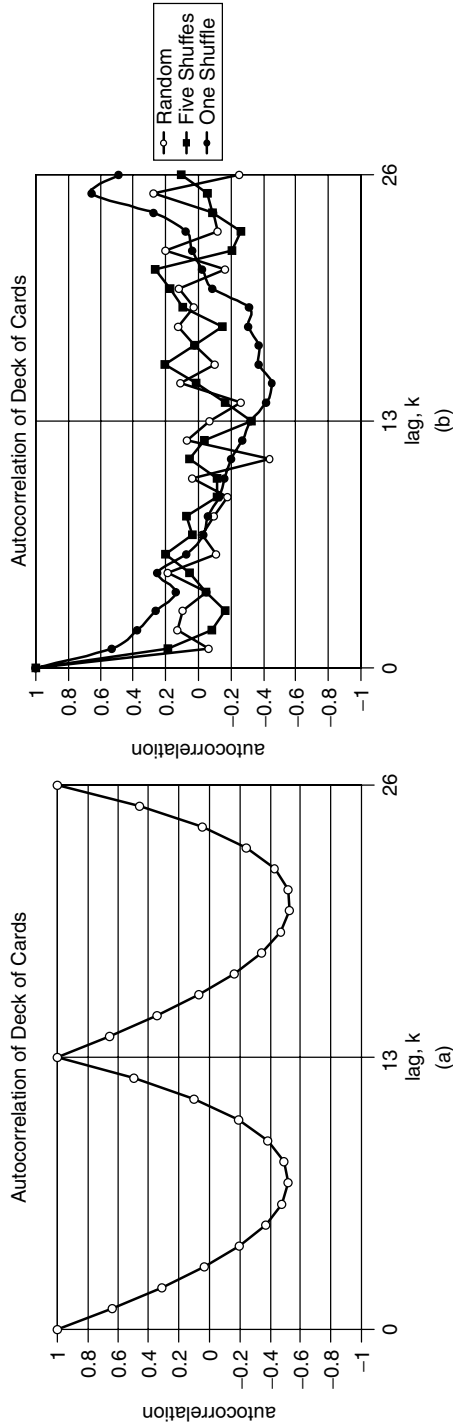 Autocorrelation of Deck of Cards
autocorrelation
1
0.8
0.6
0.4
0.2
0
−0.2
−0.4
−0.6
−0.8
−1
0
13
26
lag, k
(a)
Autocorrelation of Deck of Cards
autocorrelation
1
0.8
0.6
0.4
0.2
0
−0.2
−0.4
−0.6
−0.8
−1
0
13
26
lag, k
(b)
Random
Five Shuffes
One Shuffle